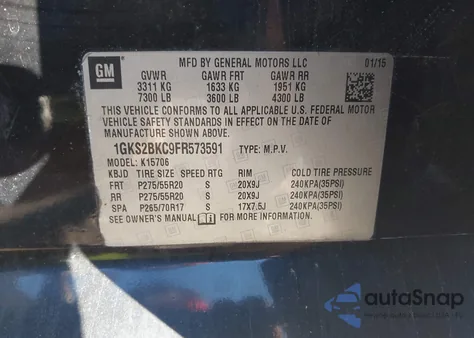 GM
MFD BY GENERAL MOTORS LLC 01/15
GVWR GAWR FRT GAWR RR
3311 KG 1633 KG 1951 KG
7300 LB 3600 LB 4300 LB
THIS VEHICLE CONFORMS TO ALL APPLICABLE U.S. FEDERAL MOTOR
VEHICLE SAFETY STANDARDS IN EFFECT ON THE DATE OF
MANUFACTURE SHOWN ABOVE.
1GKS2BKC9FR573591 TYPE: M.P.V.
MODEL: K15706
KBJD TIRE SIZE SPEED RTG RIM COLD TIRE PRESSURE
FRT P275/55R20 S 20X9J 240KPA(35PSI)
RR P275/55R20 S 20X9J 240KPA(35PSI)
SPA P265/70R17 S 17X7.5J 240KPA(35PSI)
SEE OWNER'S MANUAL FOR MORE INFORMATION.
autoSnap